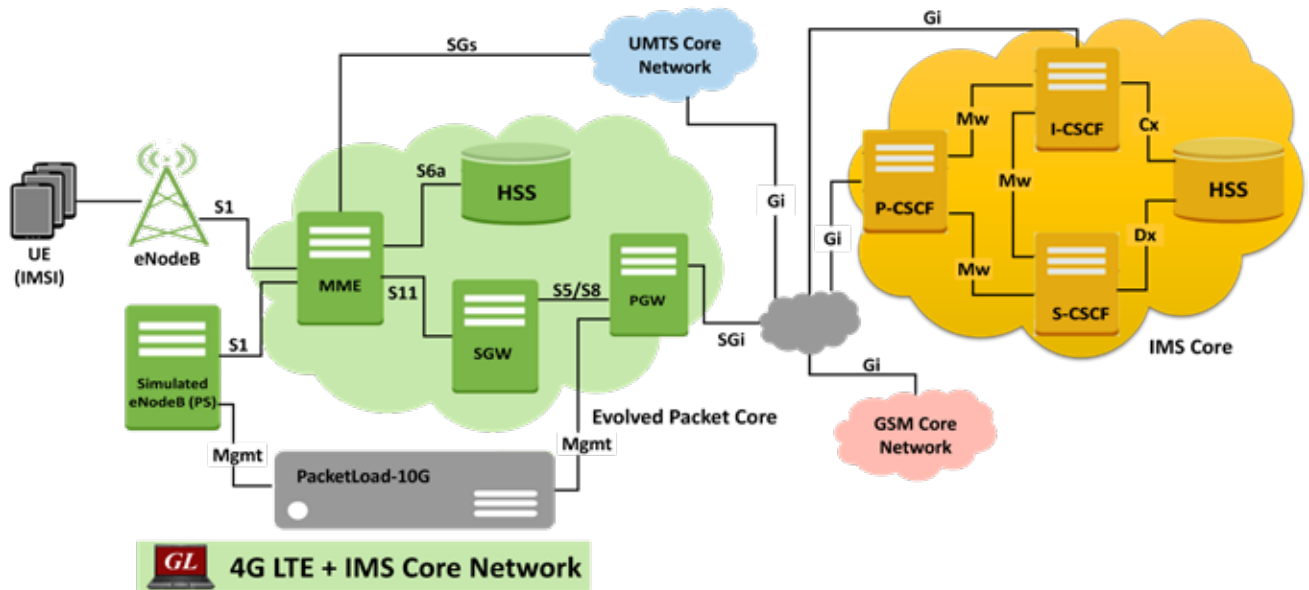 Gi
SGs
UMTS Core
Network
I-CSCF
Mw
Cx
S6a
HSS
P-CSCF
Mw
HSS
Gi
Gi
S1
UE
(IMSI)
eNodeB
MME
S11
S5/S8
PGW
Mw
Dx
S-CSCF
SGi
IMS Core
S1
SGW
Simulated
eNodeB (PS)
Gi
Evolved Packet Core
GSM Core
Network
Mgmt
Mgmt
PacketLoad-10G
GL
4G LTE + IMS Core Network